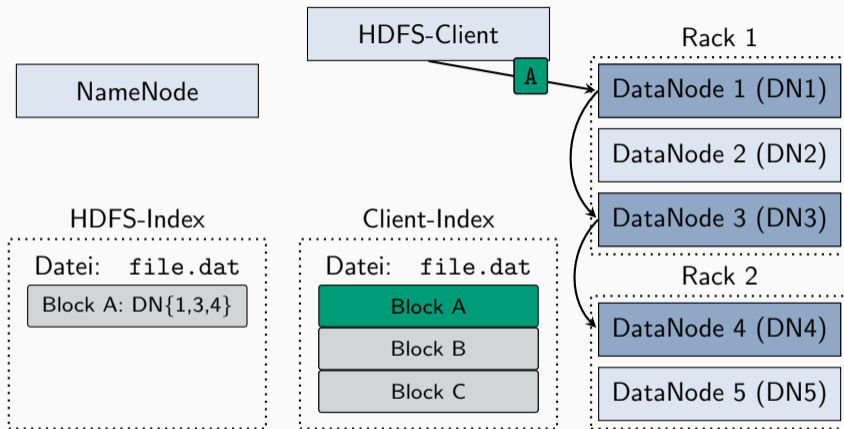 HDFS-Client
A
NameNode
Rack 1
DataNode 1 (DN1)
DataNode 2 (DN2)
DataNode 3 (DN3)
HDFS-Index
Datei: file.dat
Block A: DN{1,3,4}
Client-Index
Datei: file.dat
Block A
Block B
Block C
Rack 2
DataNode 4 (DN4)
DataNode 5 (DN5)